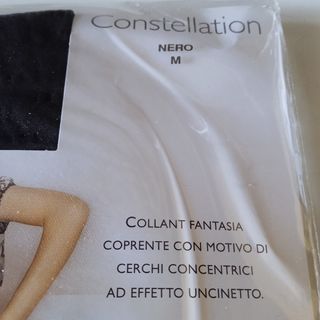 Constellation
NERO
M
COLLANT FANTASIA
COPRENTE CON MOTIVO DI
CERCHI CONCENTRICI
AD EFFETTO UNCINETTO.